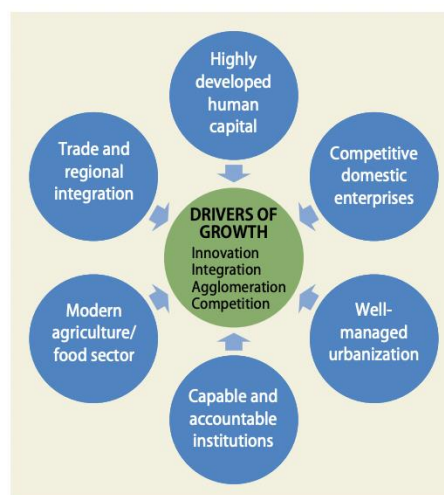 Highly
developed
human
capital
Trade and
regional
integration
Competitive
domestic
enterprises
DRIVERS OF
GROWTH
Innovation
Integration
Agglomeration
Competition
Modern
agriculture/
food sector
Well-
managed
urbanization
Capable and
accountable
institutions